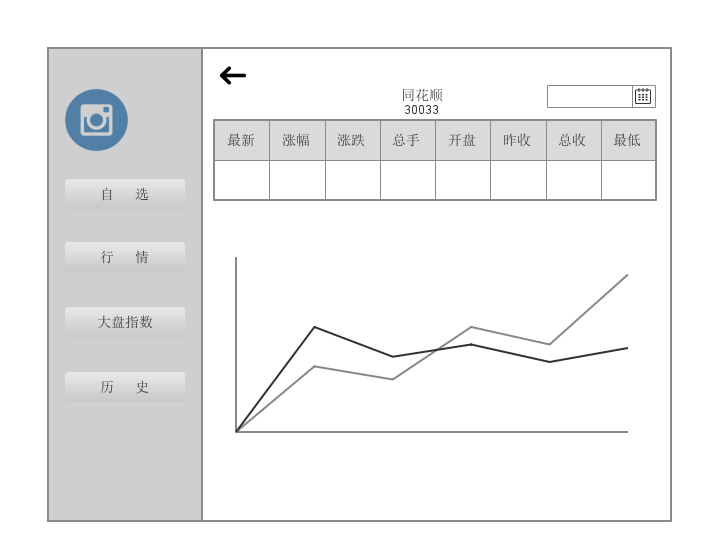 同花顺
30033
最新 涨幅 涨跌 总手 开盘 昨收 总收 最低
自 选
行 情
大盘指数
历 史